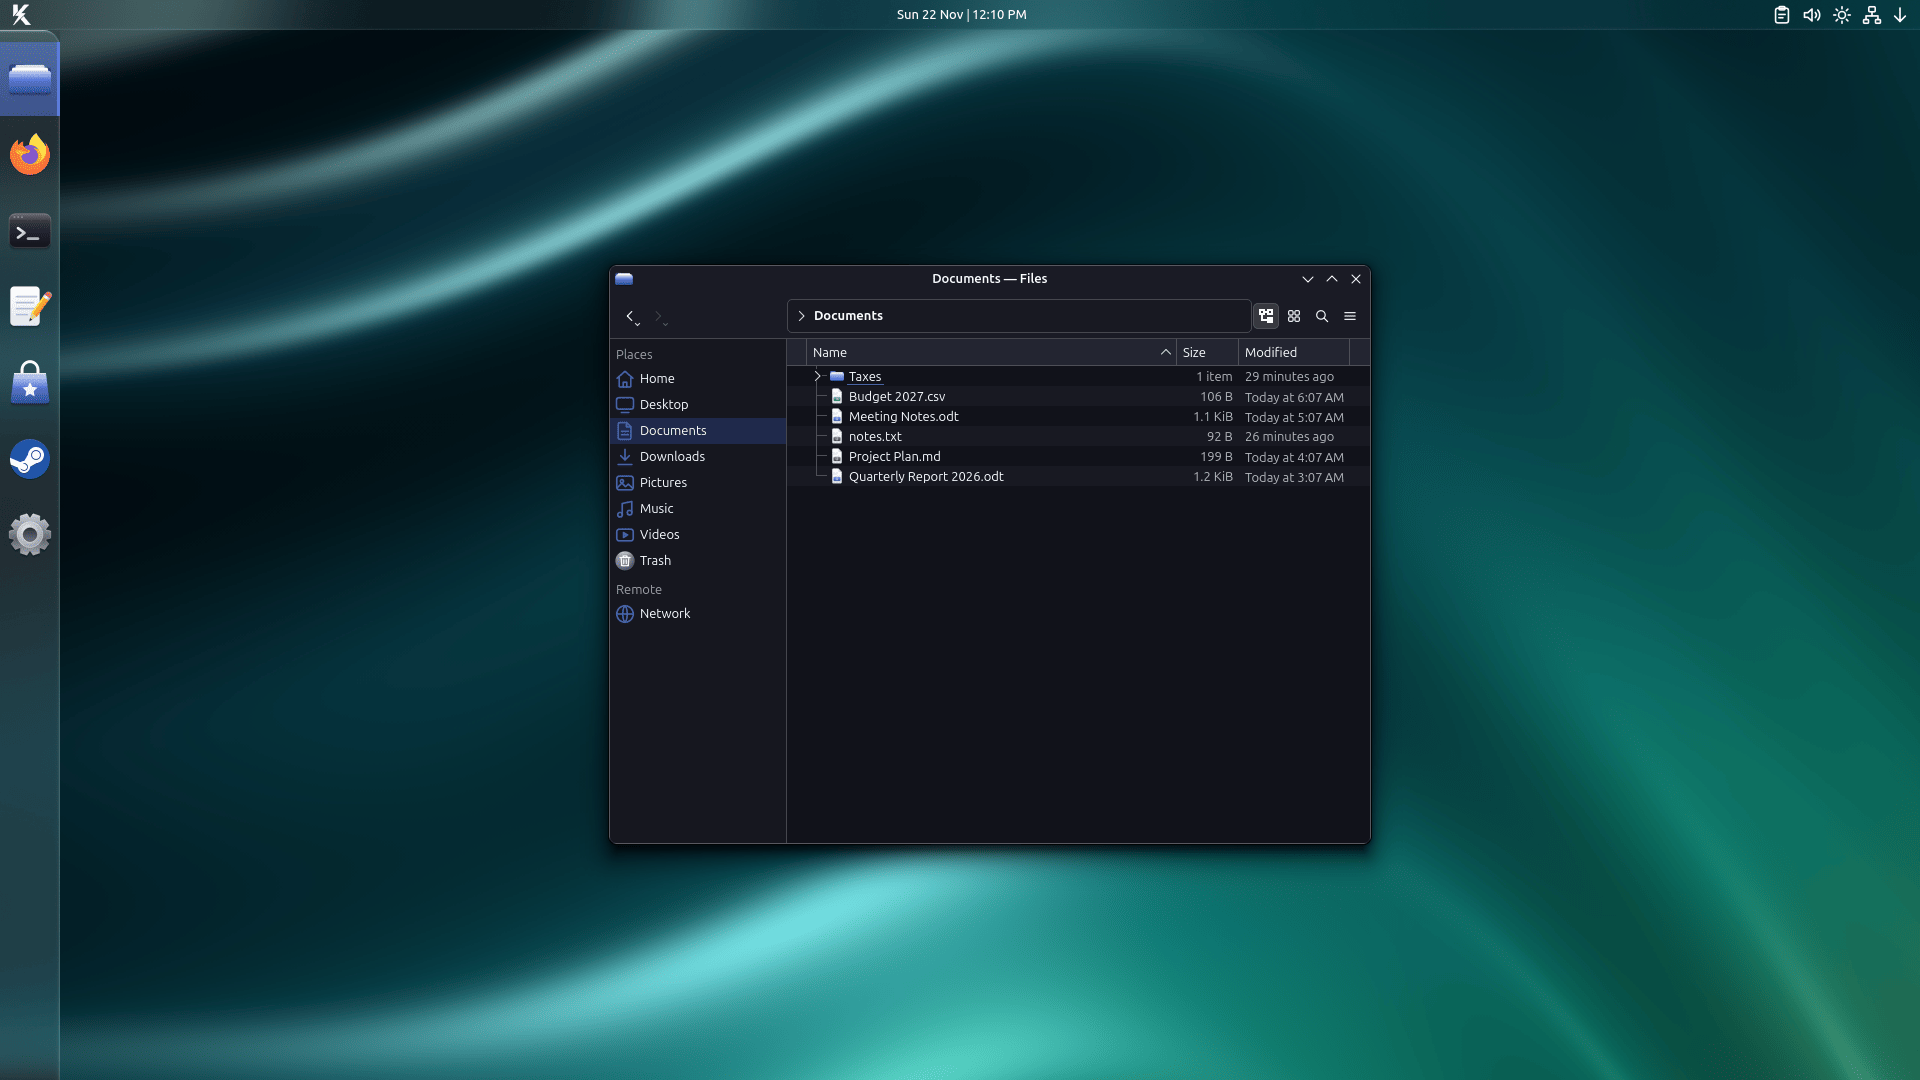 Sun 22 Nov | 12:10 PM
Documents — Files
Documents
Places
Home
Desktop
Documents
Downloads
Pictures
Music
Videos
Trash
Remote
Network
Name Size Modified
Taxes 1 item 29 minutes ago
Budget 2027.csv 106 B Today at 6:07 AM
Meeting Notes.odt 1.1 KiB Today at 5:07 AM
notes.txt 92 B 26 minutes ago
Project Plan.md 199 B Today at 4:07 AM
Quarterly Report 2026.odt 1.2 KiB Today at 3:07 AM